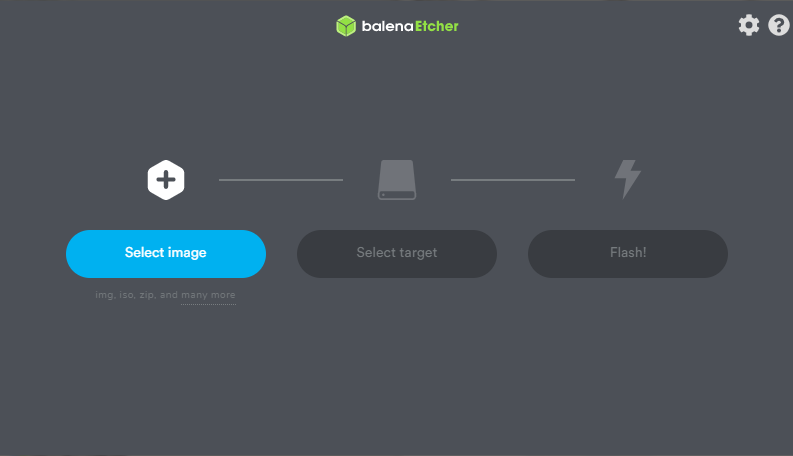 balenaEtcher
?
Select image
Select target
Flash!
img, iso, zip, and many more